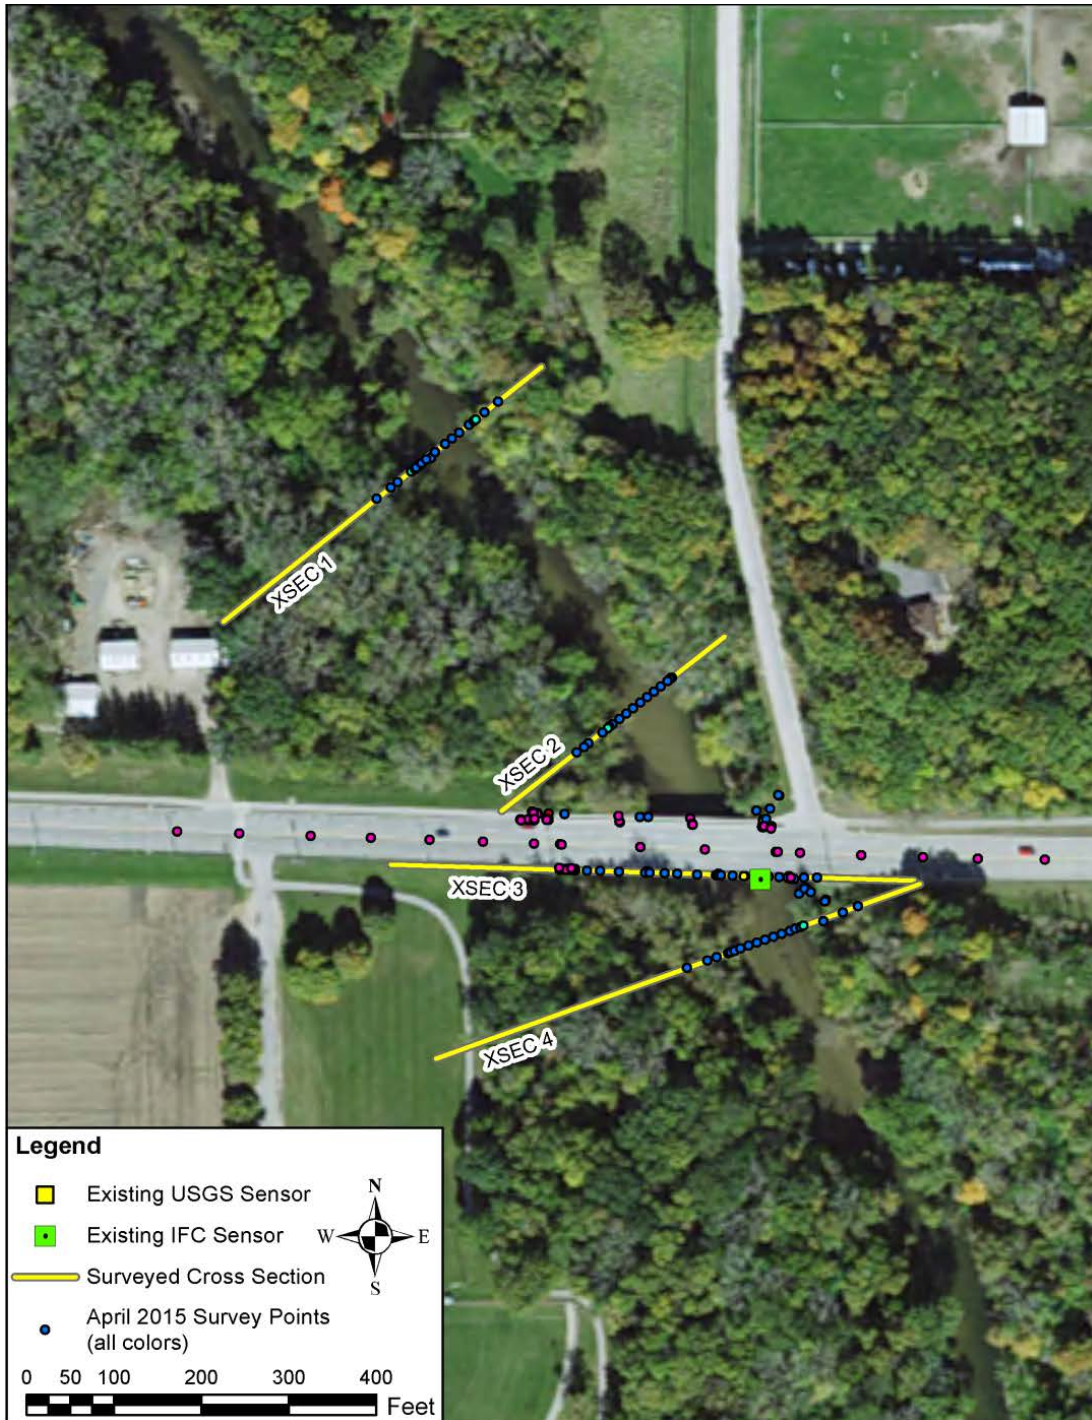 XSEC 1
XSEC 2
XSEC 3
XSEC 4
Legend
Existing USGS Sensor
Existing IFC Sensor
Surveyed Cross Section
April 2015 Survey Points
(all colors)
N
W E
S
0 50 100 200 300 400
Feet